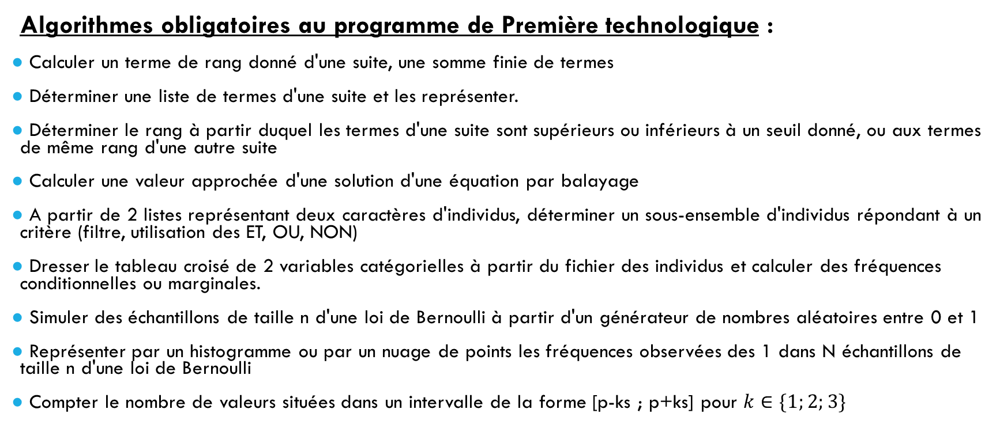 Algorithmes obligatoires au programme de Première technologique :
● Calculer un terme de rang donné d'une suite, une somme finie de termes
● Déterminer une liste de termes d'une suite et les représenter.
● Déterminer le rang à partir duquel les termes d'une suite sont supérieurs ou inférieurs à un seuil donné, ou aux termes
de même rang d'une autre suite
● Calculer une valeur approchée d'une solution d'une équation par balayage
● A partir de 2 listes représentant deux caractères d'individus, déterminer un sous-ensemble d'individus répondant à un
critère (filtre, utilisation des ET, OU, NON)
● Dresser le tableau croisé de 2 variables catégorielles à partir du fichier des individus et calculer des fréquences
conditionnelles ou marginales.
● Simuler des échantillons de taille n d'une loi de Bernoulli à partir d'un générateur de nombres aléatoires entre 0 et 1
● Représenter par un histogramme ou par un nuage de points les fréquences observées des 1 dans N échantillons de
taille n d'une loi de Bernoulli
● Compter le nombre de valeurs situées dans un intervalle de la forme [p-ks ; p+ks] pour k ∈ {1; 2; 3}